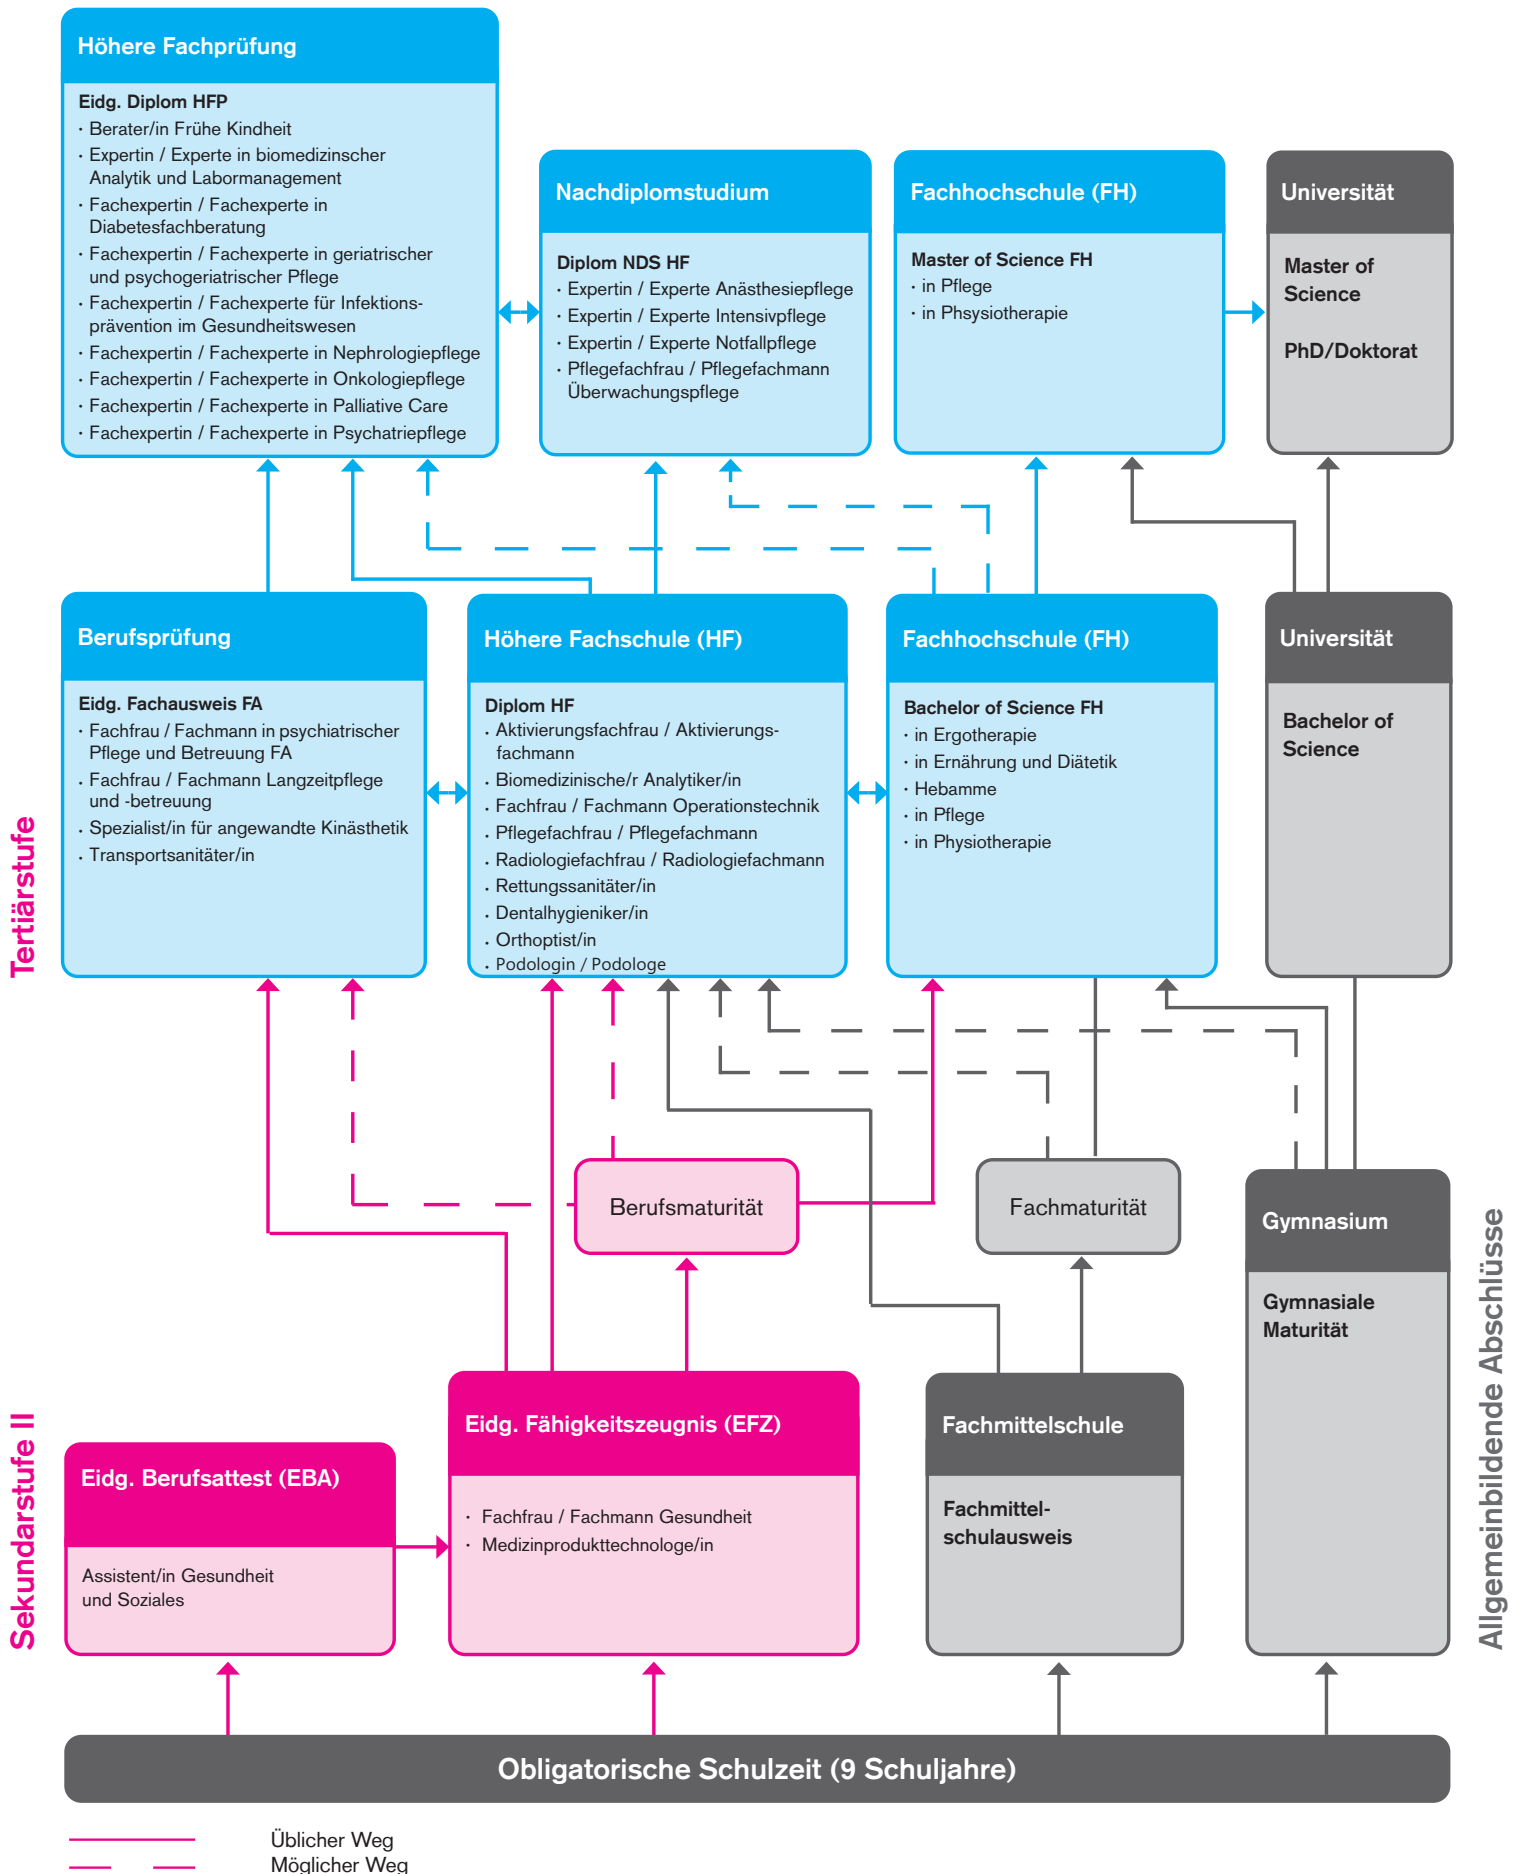 Höhere Fachprüfung
Eidg. Diplom HFP
· Berater/in Frühe Kindheit
· Expertin / Experte in biomedizinscher
Analytik und Labormanagement
· Fachexpertin / Fachexperte in
Diabetesfachberatung
· Fachexpertin / Fachexperte in geriatrischer
und psychogeriatrischer Pflege
· Fachexpertin / Fachexperte für Infektions-
prävention im Gesundheitswesen
· Fachexpertin / Fachexperte in Nephrologiepflege
· Fachexpertin / Fachexperte in Onkologiepflege
· Fachexpertin / Fachexperte in Palliative Care
· Fachexpertin / Fachexperte in Psychatriepflege
Nachdiplomstudium
Diplom NDS HF
· Expertin / Experte Anästhesiepflege
· Expertin / Experte Intensivpflege
· Expertin / Experte Notfallpflege
· Pflegefachfrau / Pflegefachmann
Überwachungspflege
Fachhochschule (FH)
Master of Science FH
· in Pflege
· in Phsysiotherapie
Universität
Master of
Science
PhD/Doktorat
Berufsprüfung
Eidg. Fachausweis FA
· Fachfrau / Fachmann in psychiatrischer
Pflege und Betreuung FA
· Fachfrau / Fachmann Langzeitpflege
und -betreuung
· Spezialist/in für angewandte Kinästhetik
· Transportsanitäter/in
Höhere Fachschule (HF)
Diplom HF
· Aktivierungsfachfrau / Aktivierungs-
fachmann
· Biomedizinische/r Analytiker/in
· Fachfrau / Fachmann Operationstechnik
· Pflegefachfrau / Pflegefachmann
· Radiologiefachfrau / Radiologiefachmann
· Rettungssanitäter/in
· Dentalhygieniker/in
· Orthoptist/in
· Podologin / Podologe
Fachhochschule (FH)
Bachelor of Science FH
· in Ergotherapie
· in Ernährung und Diätetik
· Hebamme
· in Pflege
· in Physiotherapie
Universität
Bachelor of
Science
Tertiärstufe
Berufsmaturität
Fachmaturität
Gymnasium
Gymnasiale
Maturität
Allgemeinbildende Abschlüsse
Sekundarstufe II
Eidg. Berufsattest (EBA)
Assistent/in Gesundheit
und Soziales
Eidg. Fähigkeitszeugnis (EFZ)
· Fachfrau / Fachmann Gesundheit
· Medizinprodukttechnologe/in
Fachmittelschule
Fachmittel-
schulausweis
Obligatorische Schulzeit (9 Schuljahre)
Üblicher Weg
Möglicher Weg